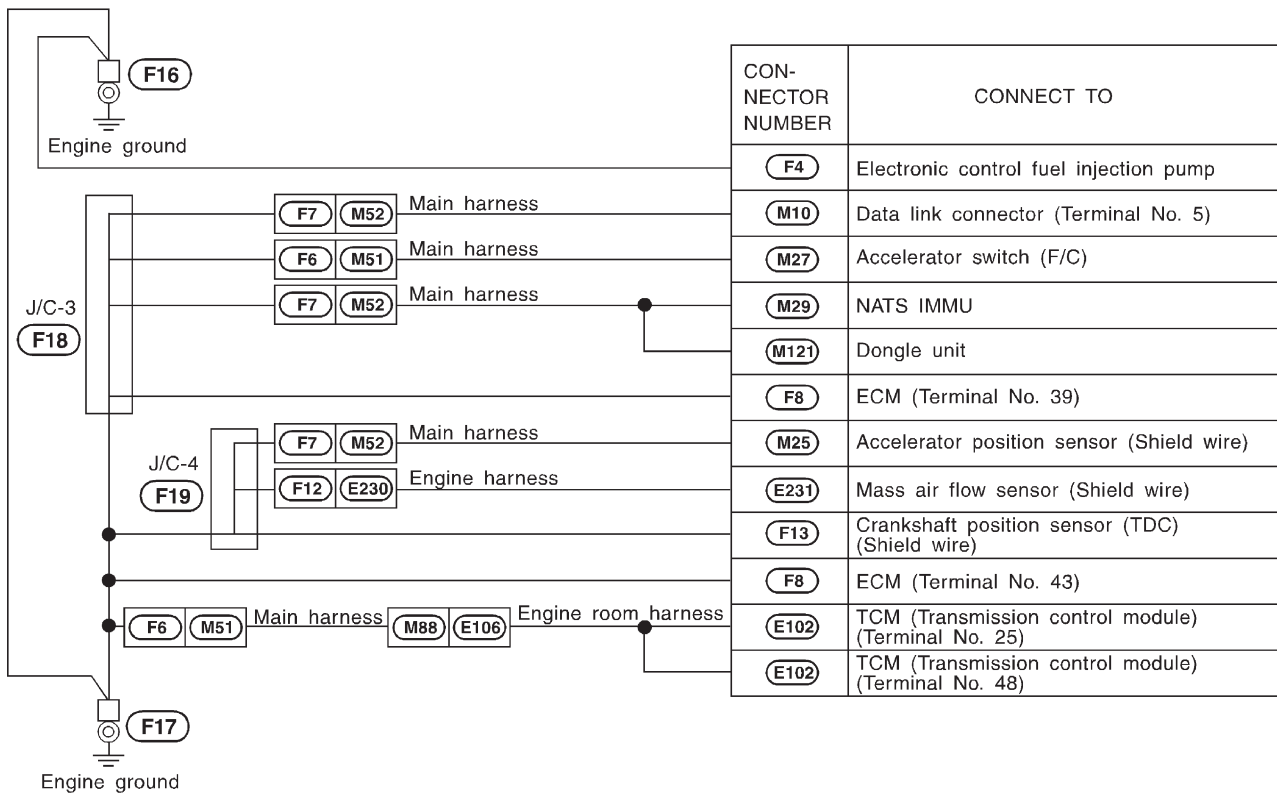 F16
Engine ground
CON-
NECTOR
NUMBER
CONNECT TO
F4 Electronic control fuel injection pump
F7 M52 Main harness M10 Data link connector (Terminal No. 5)
F6 M51 Main harness M27 Accelerator switch (F/C)
F7 M52 Main harness M29 NATS IMMU
J/C-3
F18
M121 Dongle unit
F8 ECM (Terminal No. 39)
F7 M52 Main harness M25 Accelerator position sensor (Shield wire)
J/C-4
F19
F12 E230 Engine harness E231 Mass air flow sensor (Shield wire)
F13 Crankshaft position sensor (TDC)
(Shield wire)
F8 ECM (Terminal No. 43)
F6 M51 Main harness M88 E106 Engine room harness E102 TCM (Transmission control module)
(Terminal No. 25)
E102 TCM (Transmission control module)
(Terminal No. 48)
F17
Engine ground